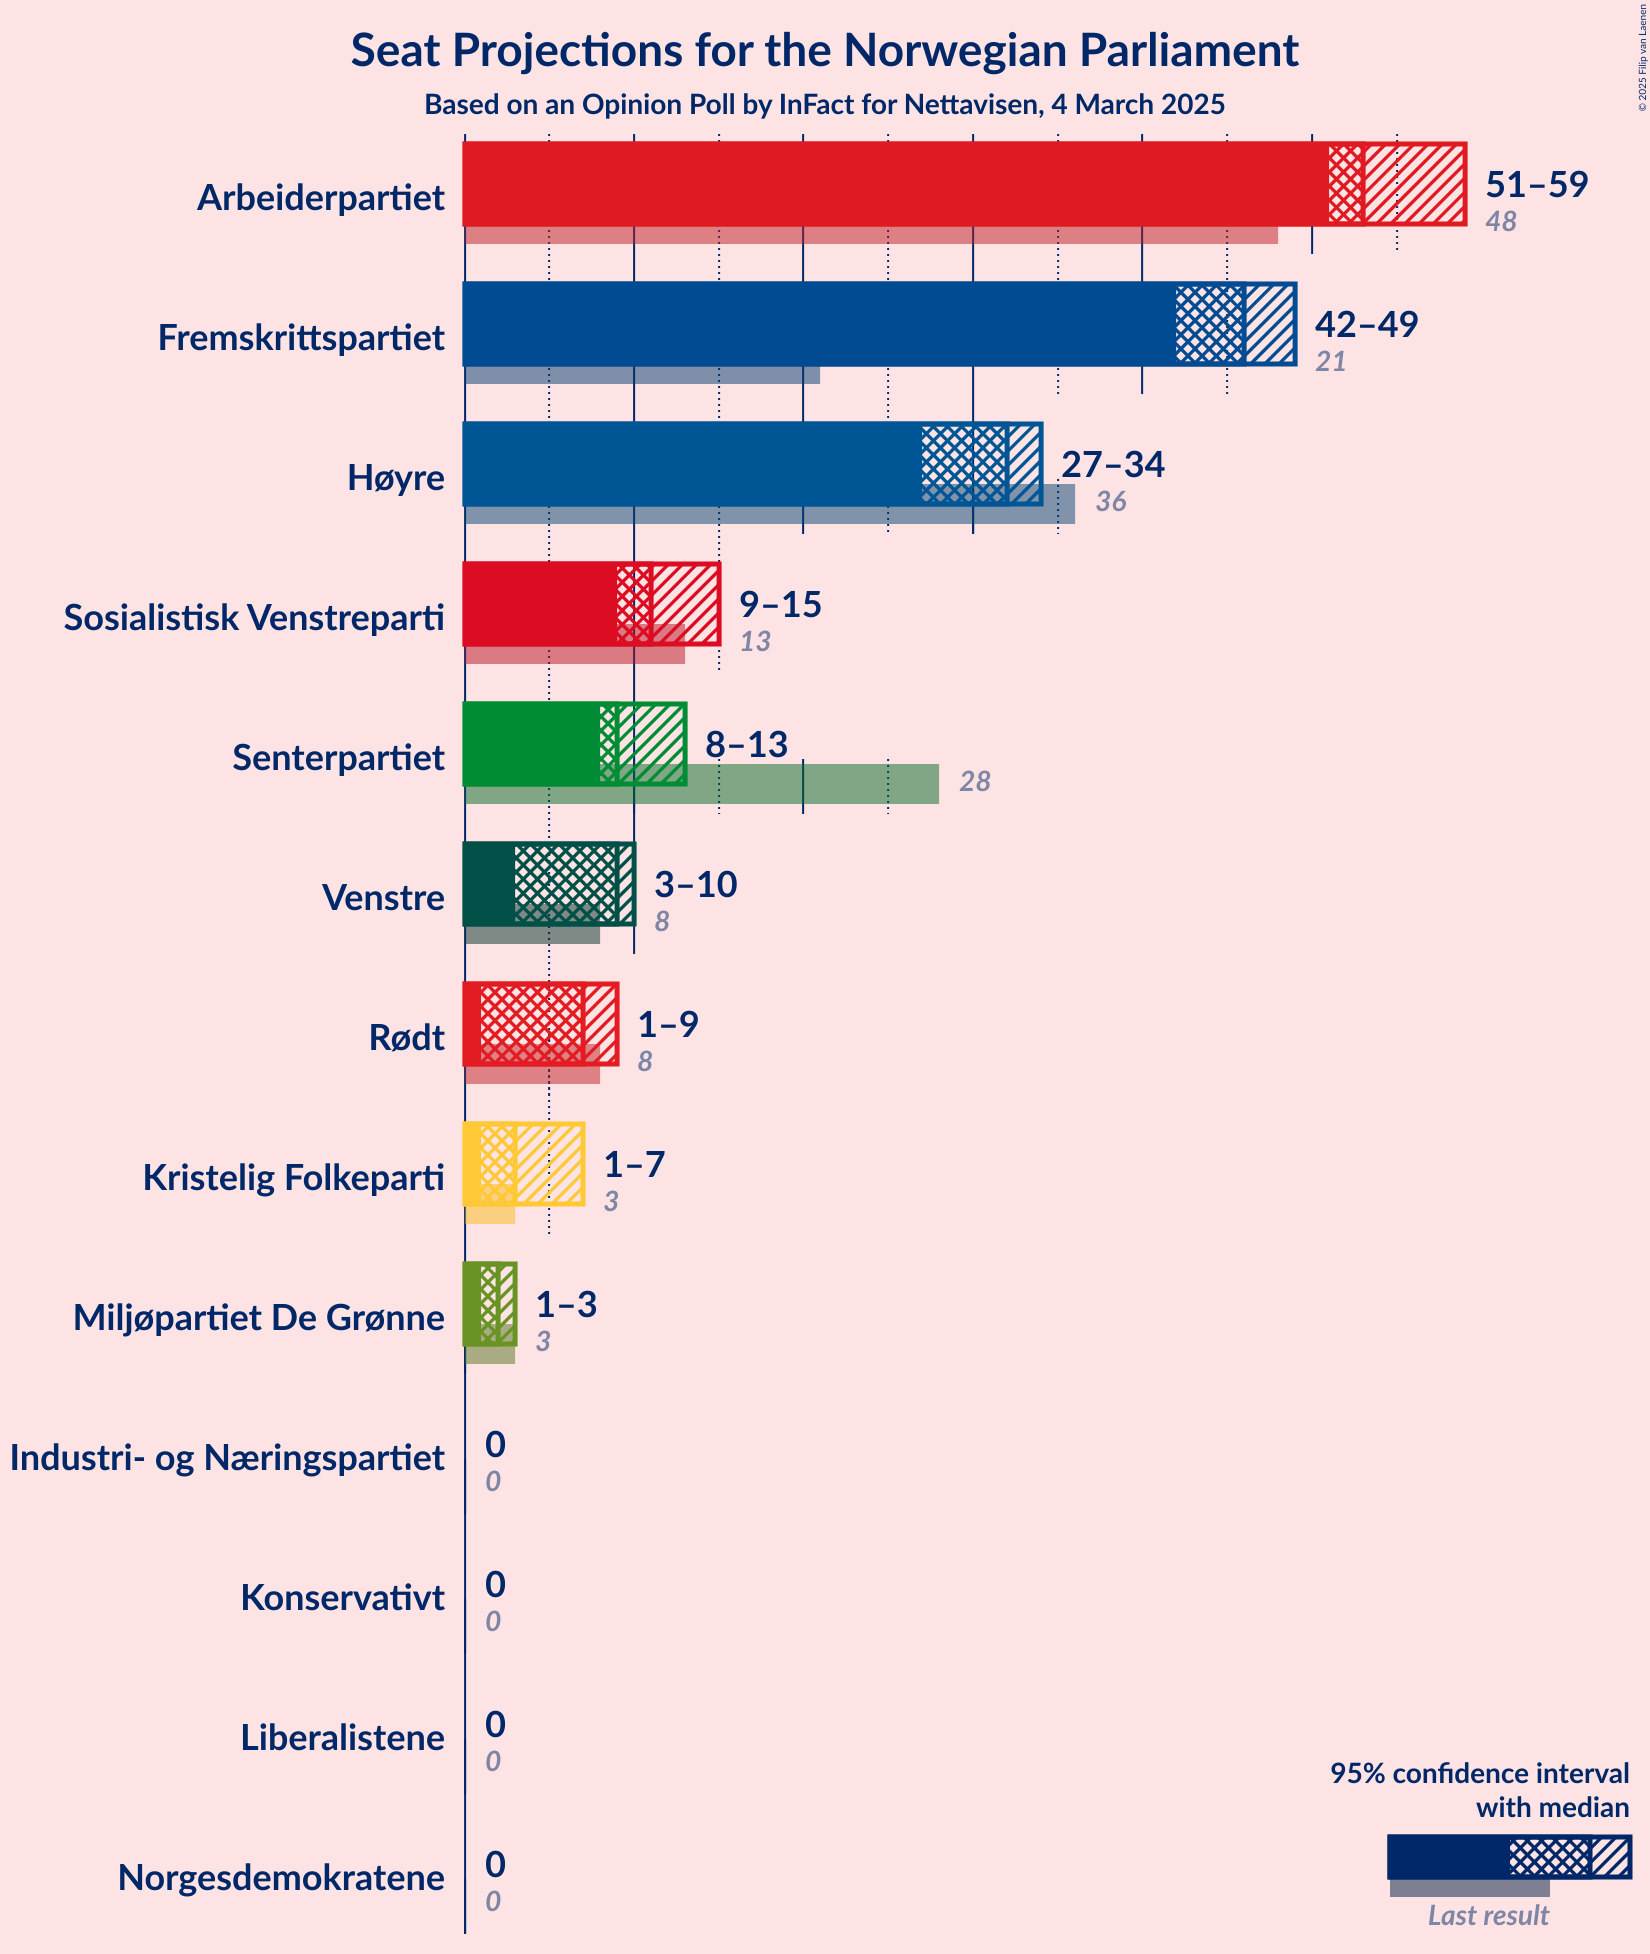 Seat Projections for the Norwegian Parliament
Based on an Opinion Poll by InFact for Nettavisen, 4 March 2025
© 2025 Filip van Laenen
Arbeiderpartiet
51–59
48
Fremskrittspartiet
42–49
21
Høyre
27–34
36
Sosialistisk Venstreparti
9–15
13
Senterpartiet
8–13
28
Venstre
3–10
8
Rødt
1–9
8
Kristelig Folkeparti
1–7
3
Miljøpartiet De Grønne
1–3
3
Industri- og Næringspartiet
0
0
Konservativt
0
0
Liberalistene
0
0
Norgesdemokratene
0
0
95% confidence interval
with median
Last result